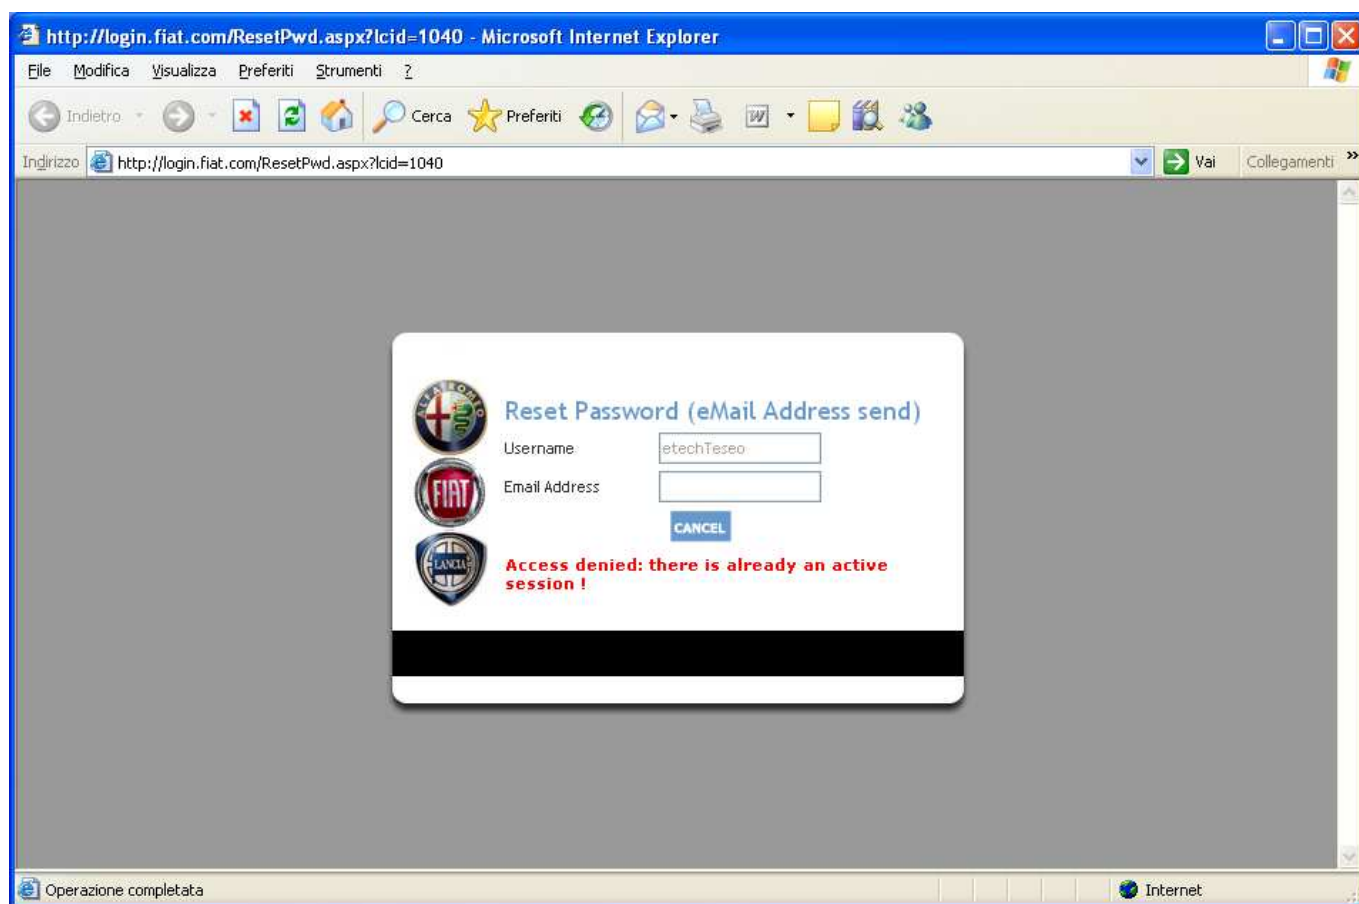 http://login.fiat.com/ResetPwd.aspx?lcid=1040 - Microsoft Internet Explorer
File Modifica Visualizza Preferiti Strumenti ?
Indietro Cerca Preferiti
Indirizzo http://login.fiat.com/ResetPwd.aspx?lcid=1040 Vai Collegamenti »
ALFA ROMEO
Reset Password (eMail Address send)
Username etechTeseo
FIAT
Email Address
CANCEL
LANCIA
Access denied: there is already an active
session !
Operazione completata Internet